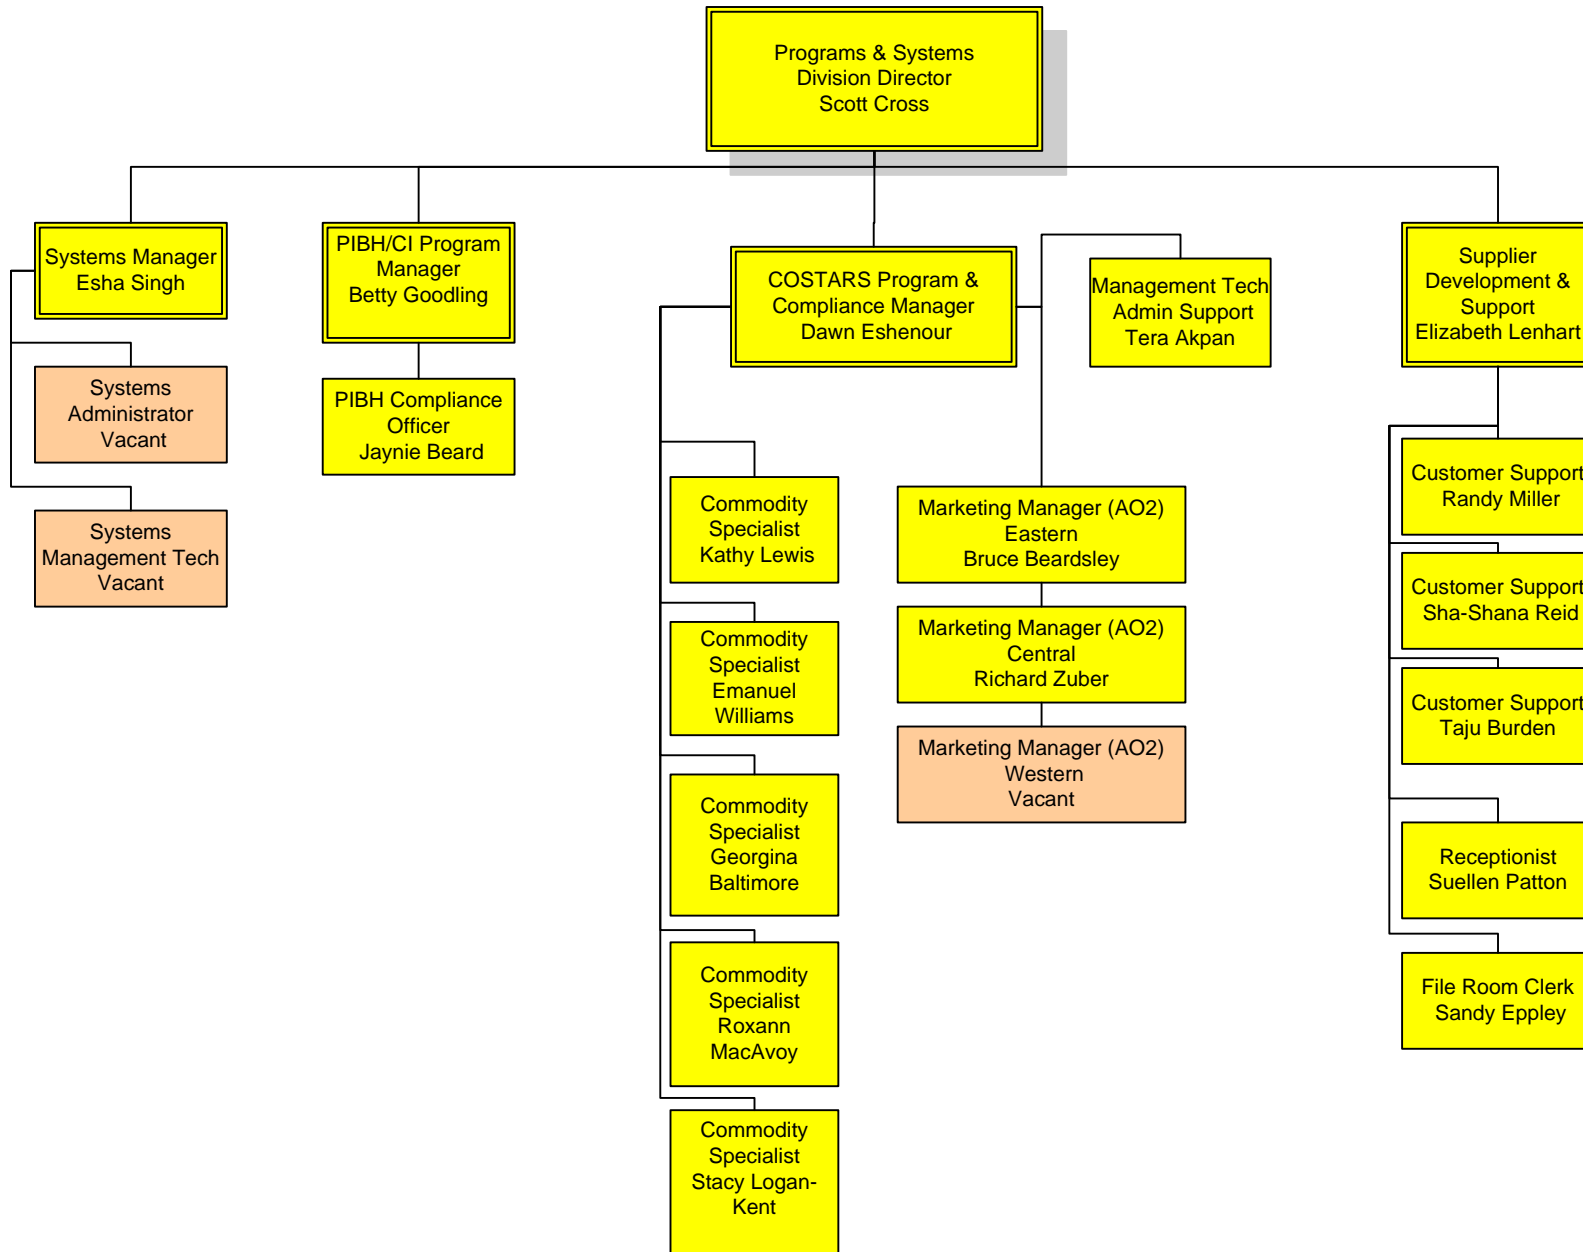 Programs & Systems
Division Director
Scott Cross
Systems Manager
Esha Singh
PIBH/CI Program
Manager
Betty Goodling
COSTARS Program &
Compliance Manager
Dawn Eshenour
Management Tech
Admin Support
Tera Akpan
Supplier
Development &
Support
Elizabeth Lenhart
Systems
Administrator
Vacant
Systems
Management Tech
Vacant
PIBH Compliance
Officer
Jaynie Beard
Commodity
Specialist
Kathy Lewis
Commodity
Specialist
Emanuel
Williams
Commodity
Specialist
Georgina
Baltimore
Commodity
Specialist
Roxann
MacAvoy
Commodity
Specialist
Stacy Logan-
Kent
Marketing Manager (AO2)
Eastern
Bruce Beardsley
Marketing Manager (AO2)
Central
Richard Zuber
Marketing Manager (AO2)
Western
Vacant
Customer Support
Randy Miller
Customer Support
Sha-Shana Reid
Customer Support
Taju Burden
Receptionist
Suellen Patton
File Room Clerk
Sandy Eppley